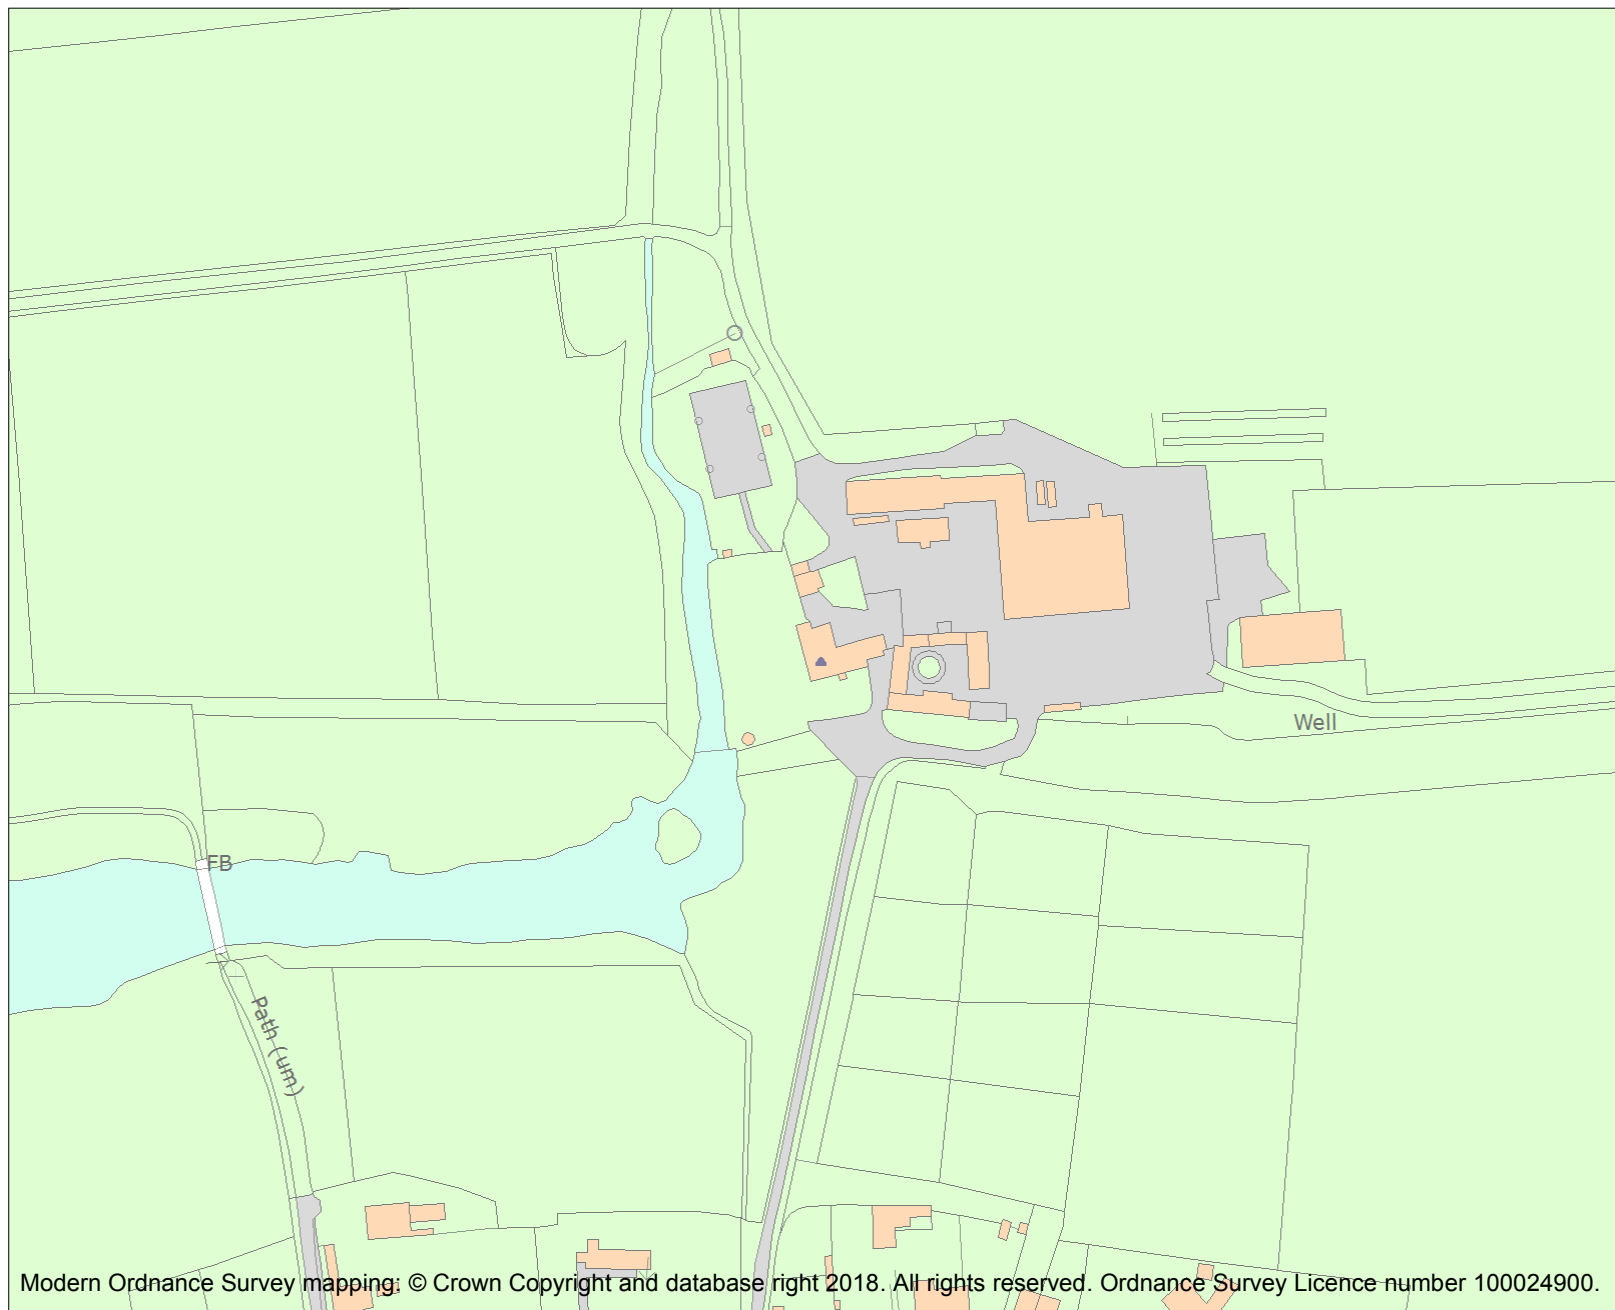 Well
FB
Path (um)
Modern Ordnance Survey mapping: © Crown Copyright and database right 2018. All rights reserved. Ordnance Survey Licence number 100024900.